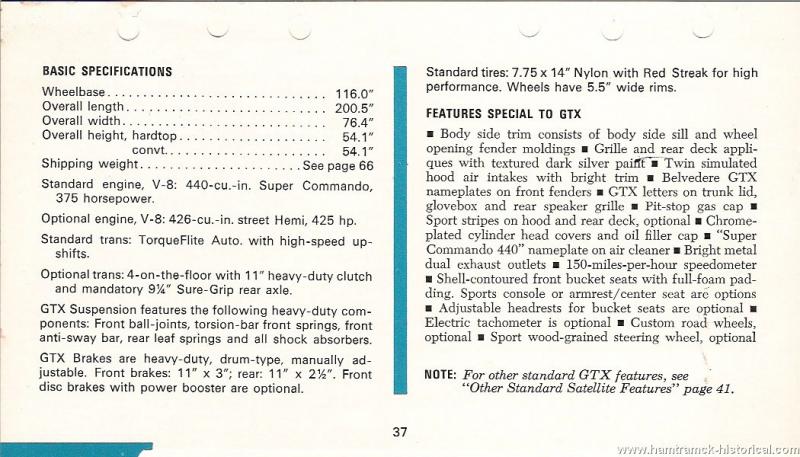 BASIC SPECIFICATIONS
Wheelbase............................ 116.0"
Overall length........................ 200.5"
Overall width......................... 76.4"
Overall height, hardtop.................. 54.1"
convt..................... 54.1"
Shipping weight..................... See page 66
Standard engine, V-8: 440-cu.-in. Super Commando,
375 horsepower.
Optional engine, V-8: 426-cu.-in. street Hemi, 425 hp.
Standard trans: TorqueFlite Auto. with high-speed up-
shifts.
Optional trans: 4-on-the-floor with 11" heavy-duty clutch
and mandatory 9¼" Sure-Grip rear axle.
GTX Suspension features the following heavy-duty com-
ponents: Front ball-joints, torsion-bar front springs, front
anti-sway bar, rear leaf springs and all shock absorbers.
GTX Brakes are heavy-duty, drum-type, manually ad-
justable. Front brakes: 11" x 3"; rear: 11" x 2½". Front
disc brakes with power booster are optional.
Standard tires: 7.75 x 14" Nylon with Red Streak for high
performance. Wheels have 5.5" wide rims.
FEATURES SPECIAL TO GTX
■ Body side trim consists of body side sill and wheel
opening fender moldings ■ Grille and rear deck appli-
ques with textured dark silver paint ■ Twin simulated
hood air intakes with bright trim ■ Belvedere GTX
nameplates on front fenders ■ GTX letters on trunk lid,
glovebox and rear speaker grille ■ Pit-stop gas cap ■
Sport stripes on hood and rear deck, optional ■ Chrome-
plated cylinder head covers and oil filler cap ■ "Super
Commando 440" nameplate on air cleaner ■ Bright metal
dual exhaust outlets ■ 150-miles-per-hour speedometer
■ Shell-contoured front bucket seats with full-foam pad-
ding. Sports console or armrest/center seat are options
■ Adjustable headrests for bucket seats are optional ■
Electric tachometer is optional ■ Custom road wheels,
optional ■ Sport wood-grained steering wheel, optional
NOTE: For other standard GTX features, see
"Other Standard Satellite Features" page 41.
37
www.hamtramck-historical.com